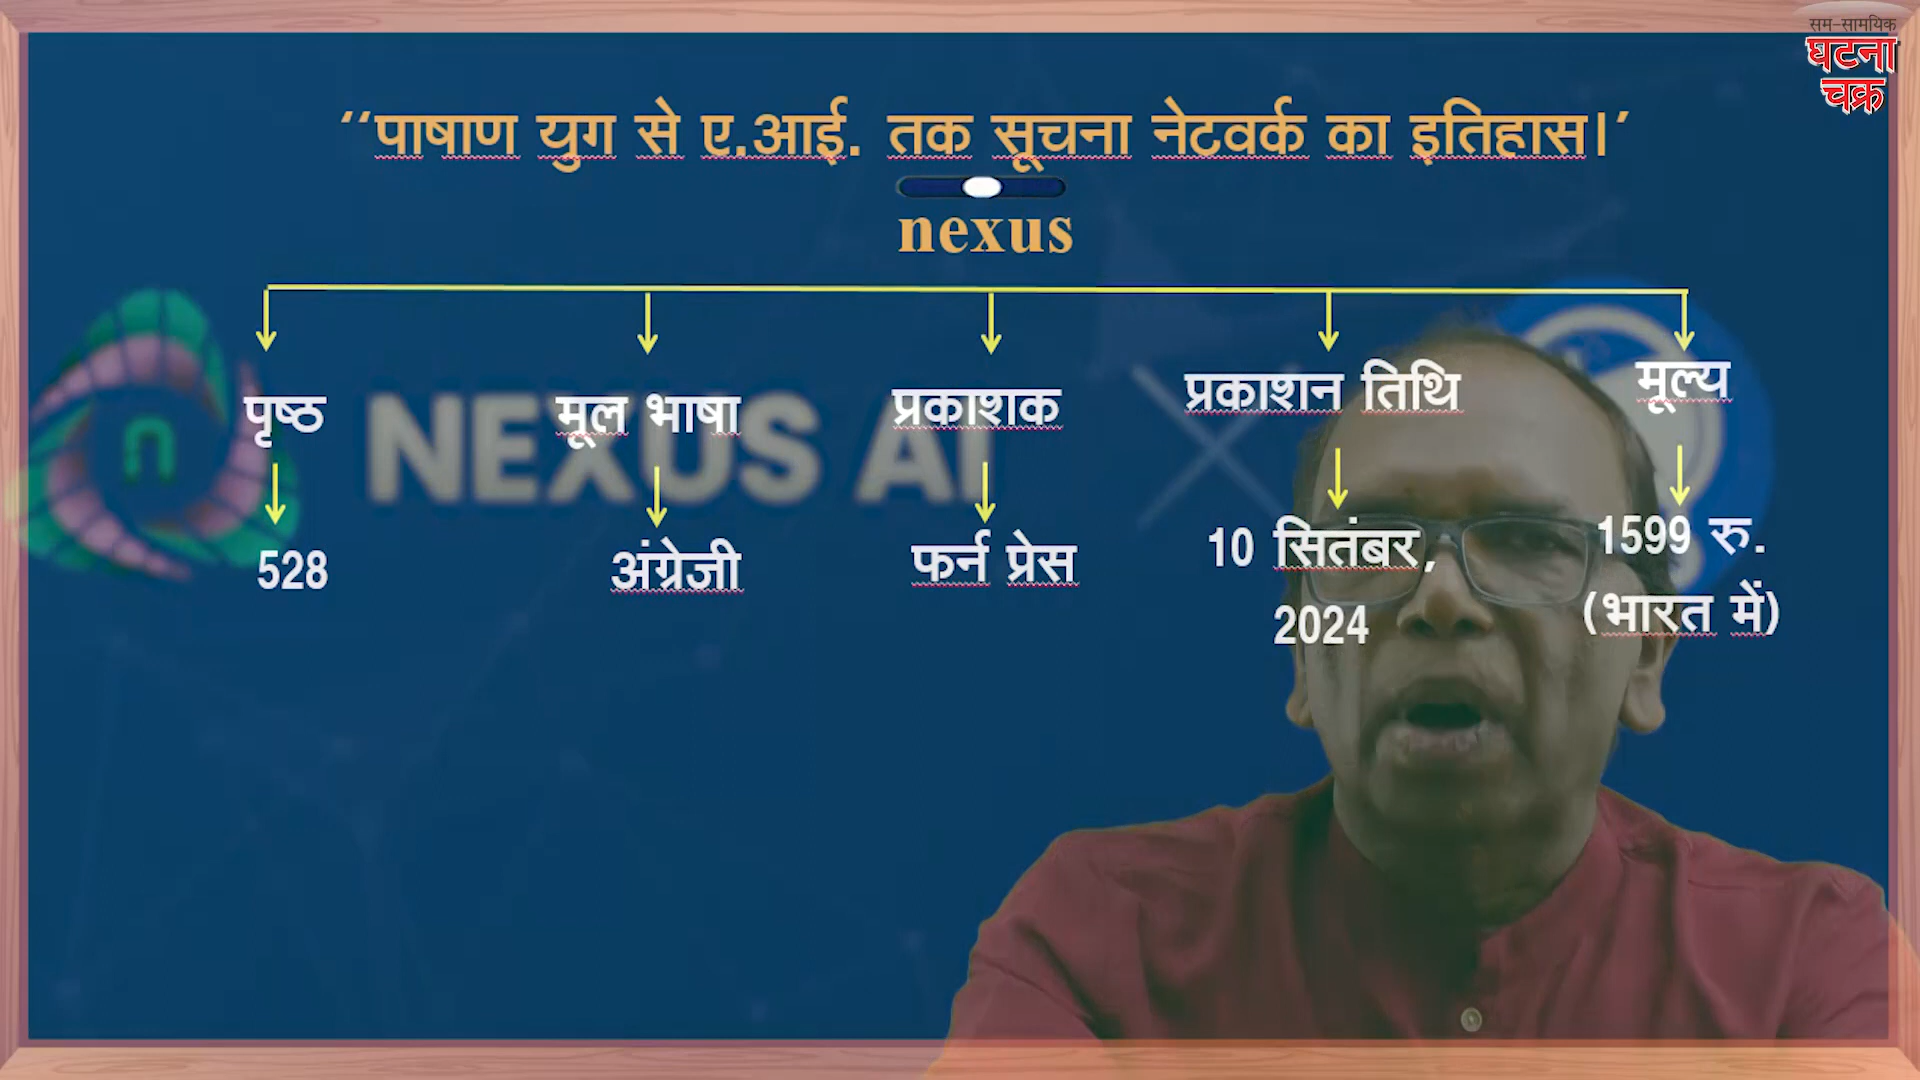 सम-सामयिक
घटना
चक्र
‘‘पाषाण युग से ए.आई. तक सूचना नेटवर्क का इतिहास।’
nexus
पृष्ठ
मूल भाषा
प्रकाशक
प्रकाशन तिथि
मूल्य
n
NEXUS AI
528
अंग्रेजी
फर्न प्रेस
10 सितंबर,
2024
1599 रु.
(भारत में)